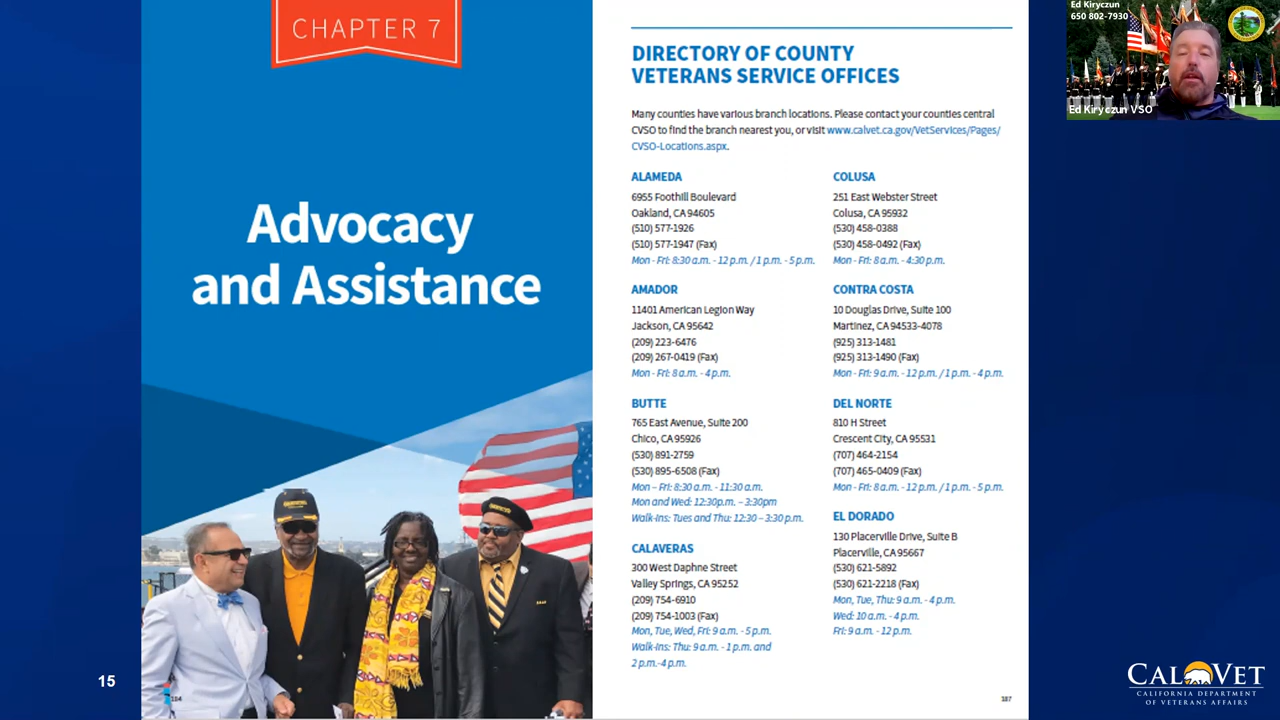 CHAPTER 7
Advocacy
and Assistance
184
DIRECTORY OF COUNTY
VETERANS SERVICE OFFICES
Many counties have various branch locations. Please contact your counties central
CVSO to find the branch nearest you, or visit www.calvet.ca.gov/VetServices/Pages/
CVSO-Locations.aspx.
ALAMEDA
6955 Foothill Boulevard
Oakland, CA 94605
(510) 577-1926
(510) 577-1947 (Fax)
Mon - Fri: 8:30 a.m. - 12 p.m. / 1 p.m. - 5 p.m.
AMADOR
11401 American Legion Way
Jackson, CA 95642
(209) 223-6476
(209) 267-0419 (Fax)
Mon - Fri: 8 a.m. - 4 p.m.
BUTTE
765 East Avenue, Suite 200
Chico, CA 95926
(530) 891-2759
(530) 895-6508 (Fax)
Mon – Fri: 8:30 a.m. - 11:30 a.m.
Mon and Wed: 12:30p.m. – 3:30pm
Walk-Ins: Tues and Thu: 12:30 – 3:30 p.m.
CALAVERAS
300 West Daphne Street
Valley Springs, CA 95252
(209) 754-6910
(209) 754-1003 (Fax)
Mon, Tue, Wed, Fri: 9 a.m. - 5 p.m.
Walk-Ins: Thu: 9 a.m. - 1 p.m. and
2 p.m.-4 p.m.
COLUSA
251 East Webster Street
Colusa, CA 95932
(530) 458-0388
(530) 458-0492 (Fax)
Mon - Fri: 8 a.m. - 4:30 p.m.
CONTRA COSTA
10 Douglas Drive, Suite 100
Martinez, CA 94533-4078
(925) 313-1481
(925) 313-1490 (Fax)
Mon - Fri: 9 a.m. - 12 p.m. / 1 p.m. - 4 p.m.
DEL NORTE
810 H Street
Crescent City, CA 95531
(707) 464-2154
(707) 465-0409 (Fax)
Mon - Fri: 8 a.m. - 12 p.m. / 1 p.m. - 5 p.m.
EL DORADO
130 Placerville Drive, Suite B
Placerville, CA 95667
(530) 621-5892
(530) 621-2218 (Fax)
Mon, Tue, Thu: 9 a.m. - 4 p.m.
Wed: 10 a.m. - 4 p.m.
Fri: 9 a.m. - 12 p.m.
187
Ed Kiryczun
650 802-7930
Ed Kiryczun VSO
15
CALVET
CALIFORNIA DEPARTMENT
OF VETERANS AFFAIRS